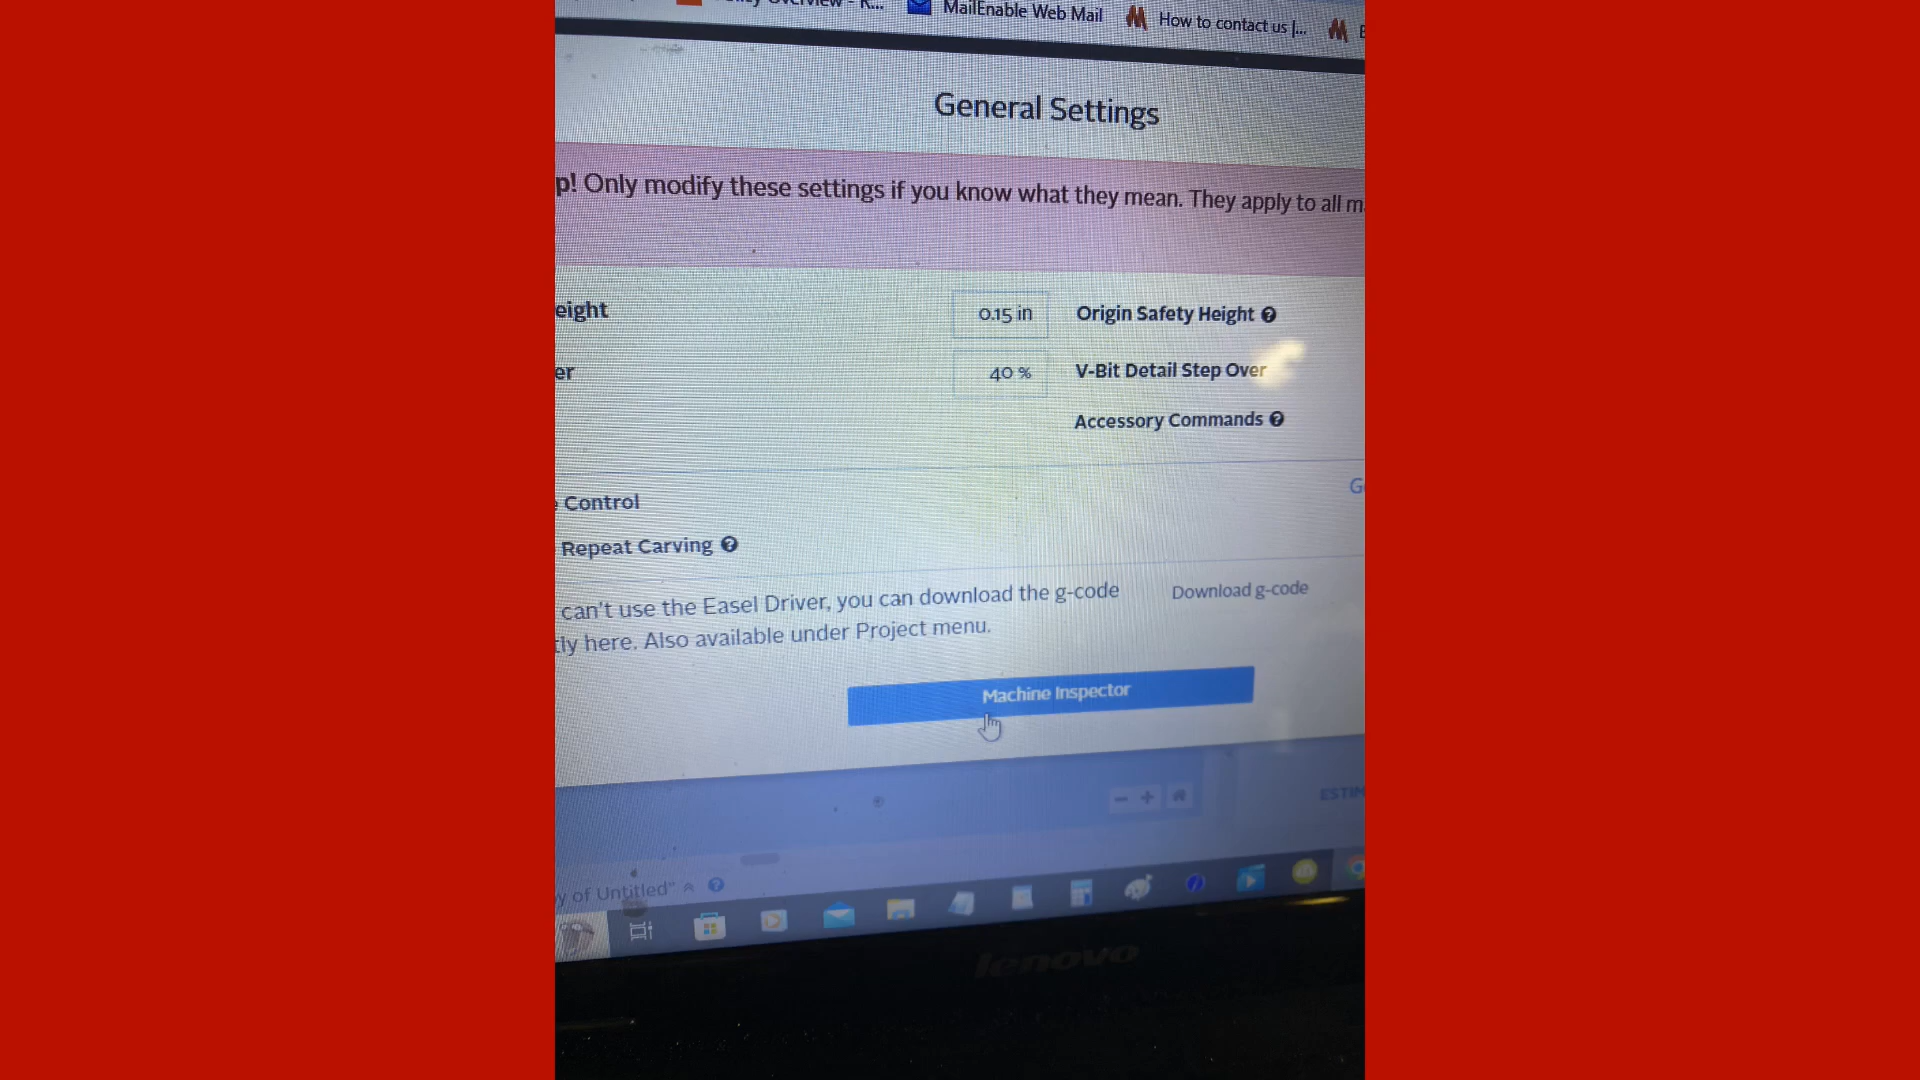 MailEnable Web Mail
How to contact us |...
General Settings
p! Only modify these settings if you know what they mean. They apply to all m
eight
0.15 in
Origin Safety Height
er
40 %
V-Bit Detail Step Over
Accessory Commands
Control
Repeat Carving
can't use the Easel Driver, you can download the g-code
Download g-code
tly here. Also available under Project menu.
Machine Inspector
ESTIM
y of Untitled"
lenovo